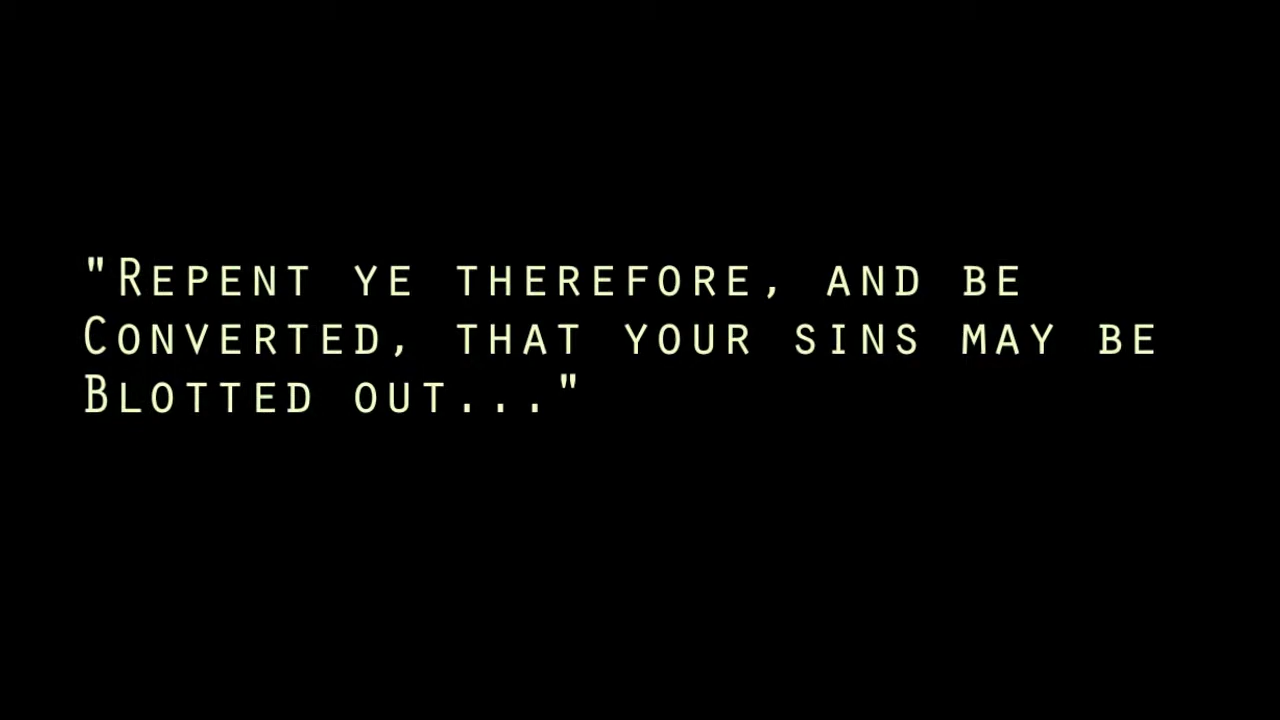 "Repent ye therefore, and be
Converted, that your sins may be
Blotted out..."